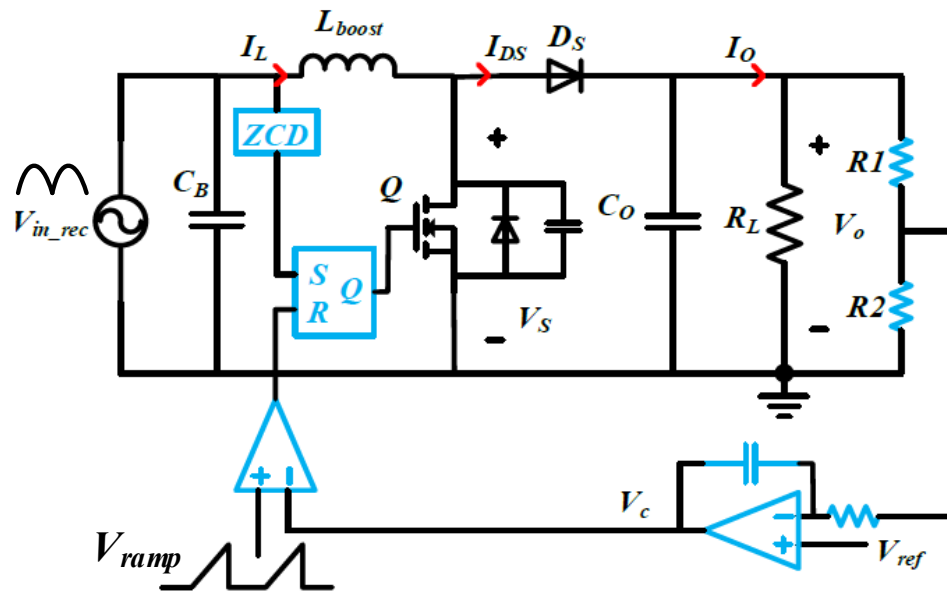 L_boost
I_L
I_DS
D_S
I_O
ZCD
+
R1
C_B
Q
+
V_in_rec
C_O
R_L
V_o
S
Q
R
R2
V_S
−
−
+ −
V_c
−
+
V_ref
V_ramp